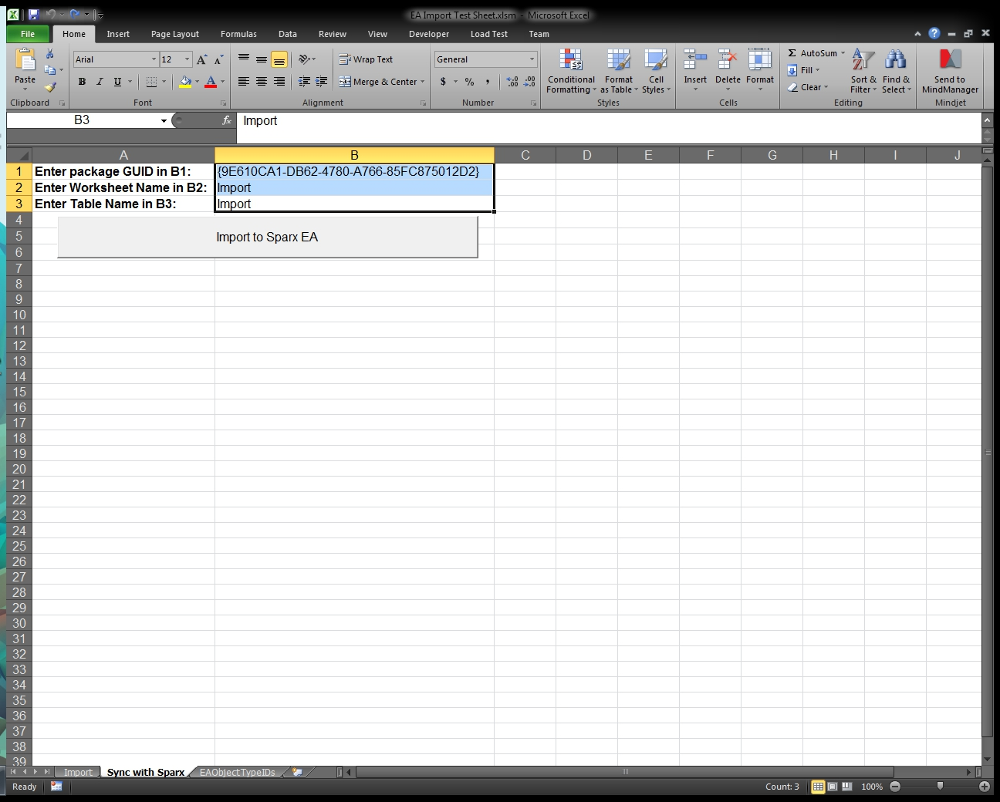 EA Import Test Sheet.xlsm - Microsoft Excel
File Home Insert Page Layout Formulas Data Review View Developer Load Test Team
Arial 12 Wrap Text General AutoSum
Fill
Paste B I U Merge & Center $ % , Conditional Formatting Format as Table Cell Styles Insert Delete Format Clear Sort & Filter Find & Select Send to MindManager
Clipboard Font Alignment Number Styles Cells Editing Mindjet
B3 fx Import
A B C D E F G H I J
1 Enter package GUID in B1: {9E610CA1-DB62-4780-A766-85FC875012D2}
2 Enter Worksheet Name in B2: Import
3 Enter Table Name in B3: Import
4
5 Import to Sparx EA
6
7
8
9
10
11
12
13
14
15
16
17
18
19
20
21
22
23
24
25
26
27
28
29
30
31
32
33
34
35
36
37
38
39
Import Sync with Sparx EAObjectTypeIDs
Ready Count: 3 100%